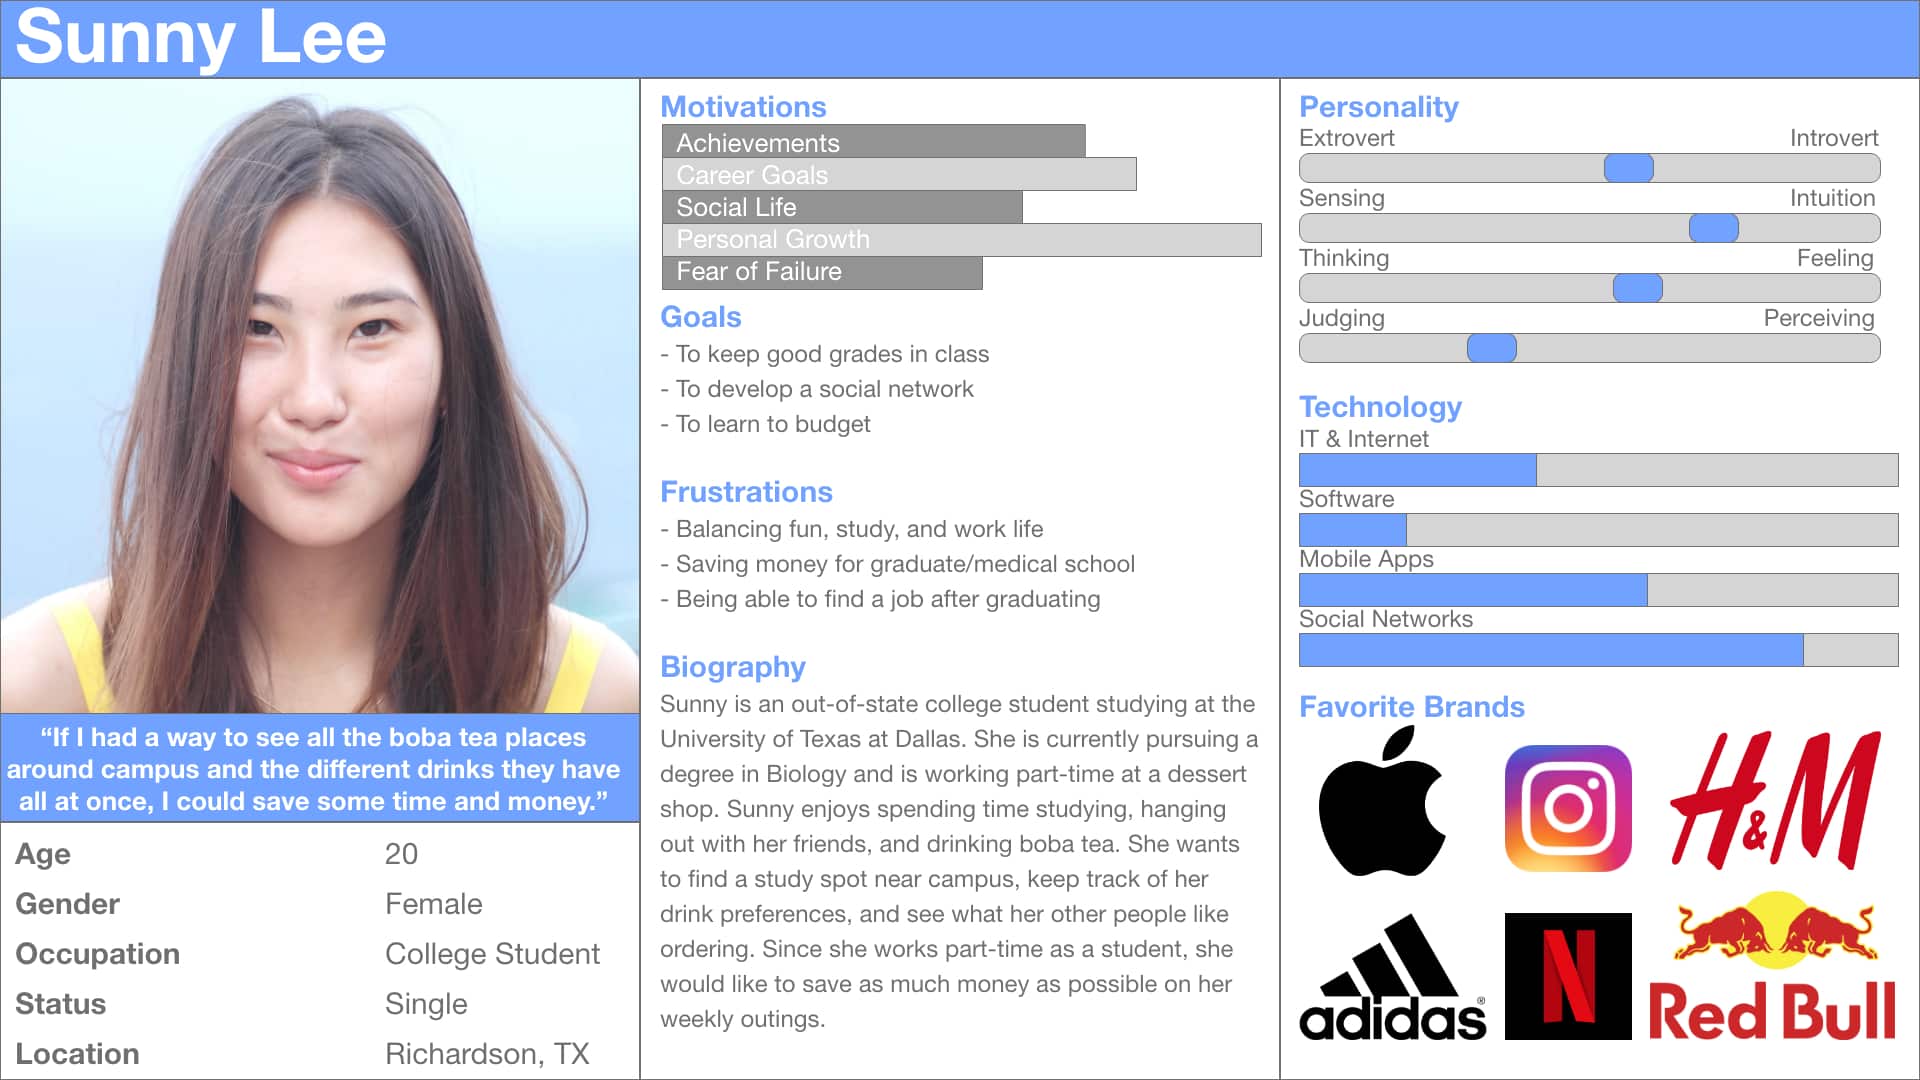 Sunny Lee
“If I had a way to see all the boba tea places
around campus and the different drinks they have
all at once, I could save some time and money.”
Age 20
Gender Female
Occupation College Student
Status Single
Location Richardson, TX
Motivations
Achievements
Career Goals
Social Life
Personal Growth
Fear of Failure
Goals
- To keep good grades in class
- To develop a social network
- To learn to budget
Frustrations
- Balancing fun, study, and work life
- Saving money for graduate/medical school
- Being able to find a job after graduating
Biography
Sunny is an out-of-state college student studying at the
University of Texas at Dallas. She is currently pursuing a
degree in Biology and is working part-time at a dessert
shop. Sunny enjoys spending time studying, hanging
out with her friends, and drinking boba tea. She wants
to find a study spot near campus, keep track of her
drink preferences, and see what her other people like
ordering. Since she works part-time as a student, she
would like to save as much money as possible on her
weekly outings.
Personality
Extrovert Introvert
Sensing Intuition
Thinking Feeling
Judging Perceiving
Technology
IT & Internet
Software
Mobile Apps
Social Networks
Favorite Brands
H&M
adidas®
N
Red Bull